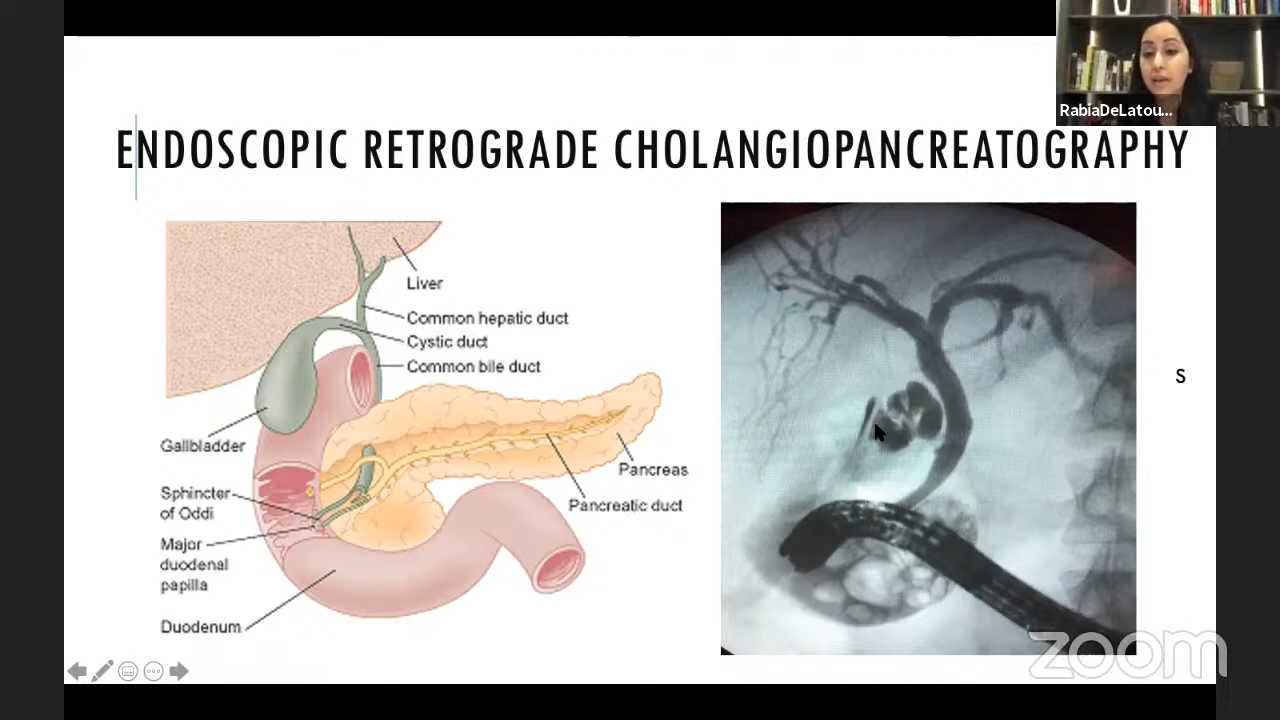 RabiaDeLatou...
ENDOSCOPIC RETROGRADE CHOLANGIOPANCREATOGRAPHY
Liver
Common hepatic duct
Cystic duct
Common bile duct
S
Gallbladder
Pancreas
Sphincter
of Oddi
Pancreatic duct
Major
duodenal
papilla
Duodenum
zoom